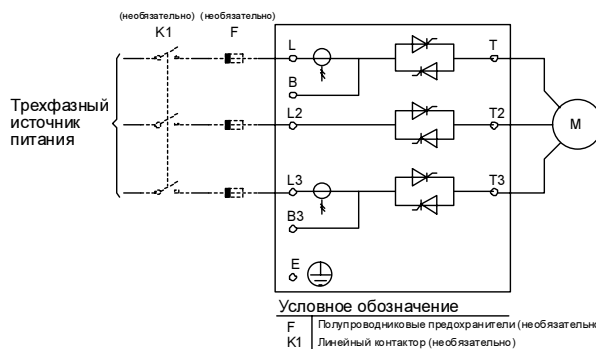 (необязательно) (необязательно)
K1 F
L T
B
Трехфазный
источник
питания
L2 T2
M
L3 T3
B3
E
Условное обозначение
F Полупроводниковые предохранители (необязательно
K1 Линейный контактор (необязательно)